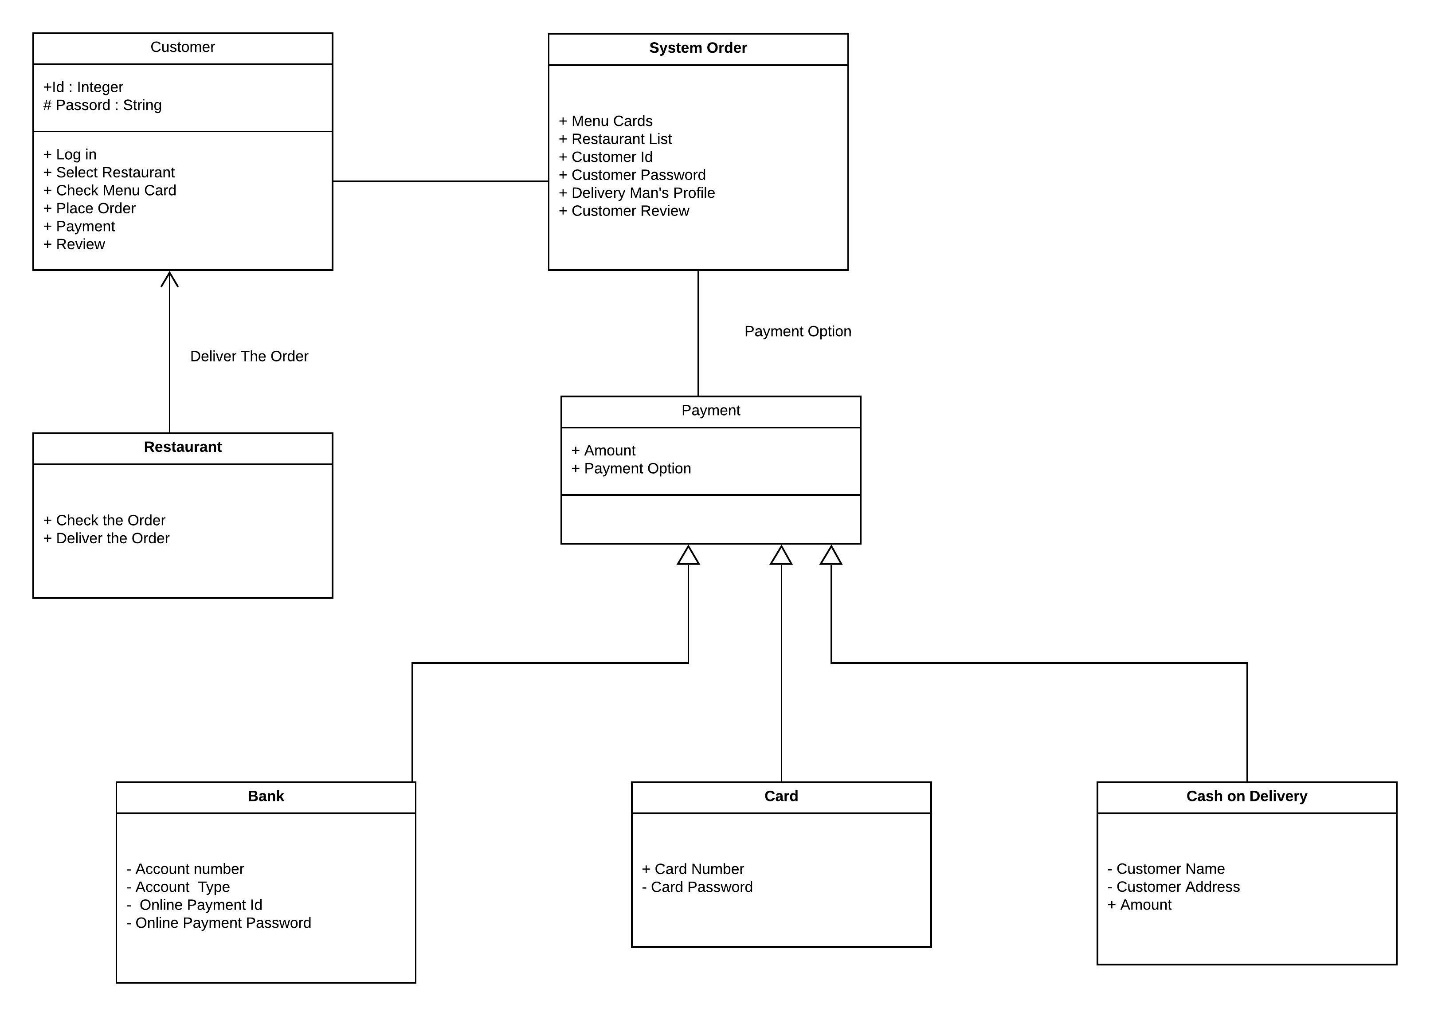 Customer
+Id : Integer
# Passord : String
+ Log in
+ Select Restaurant
+ Check Menu Card
+ Place Order
+ Payment
+ Review
System Order
+ Menu Cards
+ Restaurant List
+ Customer Id
+ Customer Password
+ Delivery Man's Profile
+ Customer Review
Deliver The Order
Payment Option
Restaurant
+ Check the Order
+ Deliver the Order
Payment
+ Amount
+ Payment Option
Bank
- Account number
- Account  Type
-  Online Payment Id
- Online Payment Password
Card
+ Card Number
- Card Password
Cash on Delivery
- Customer Name
- Customer Address
+ Amount